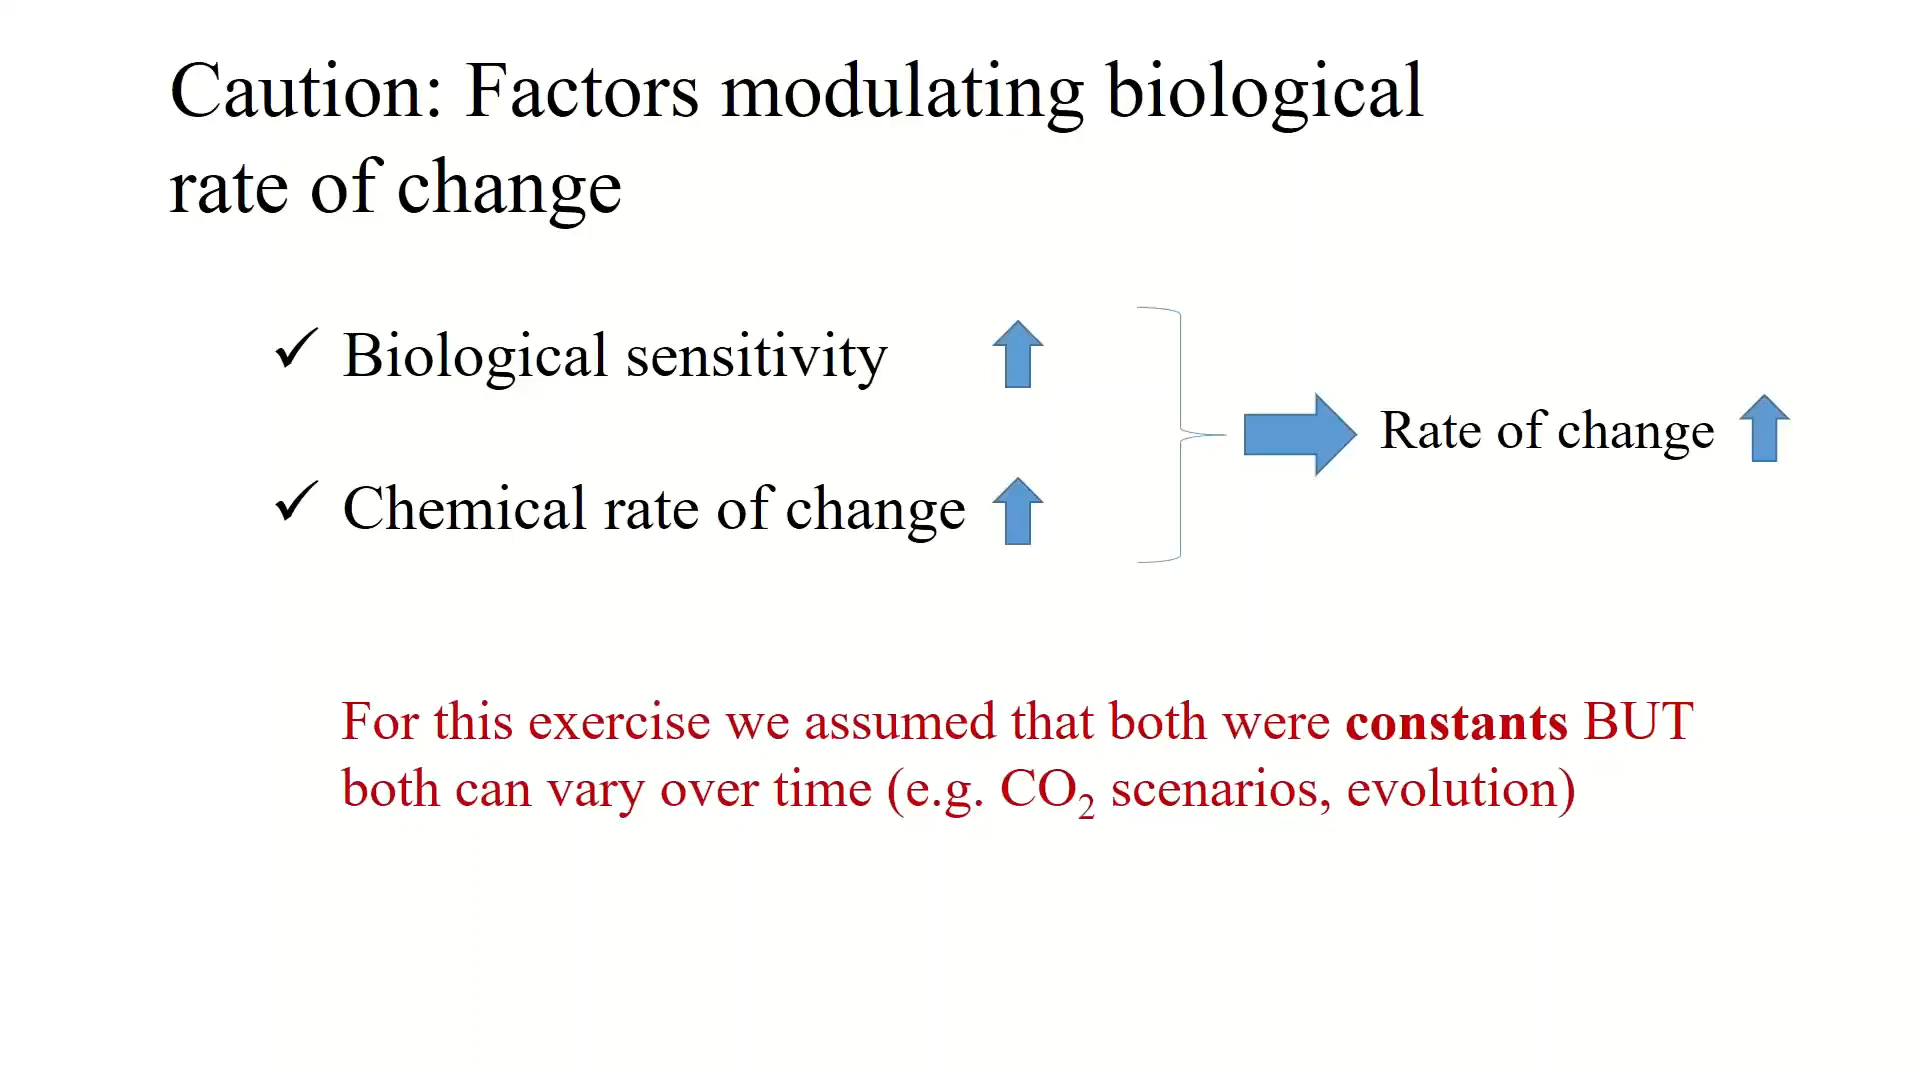 Caution: Factors modulating biological
rate of change
✓ Biological sensitivity
✓ Chemical rate of change
Rate of change
For this exercise we assumed that both were constants BUT
both can vary over time (e.g. CO₂ scenarios, evolution)